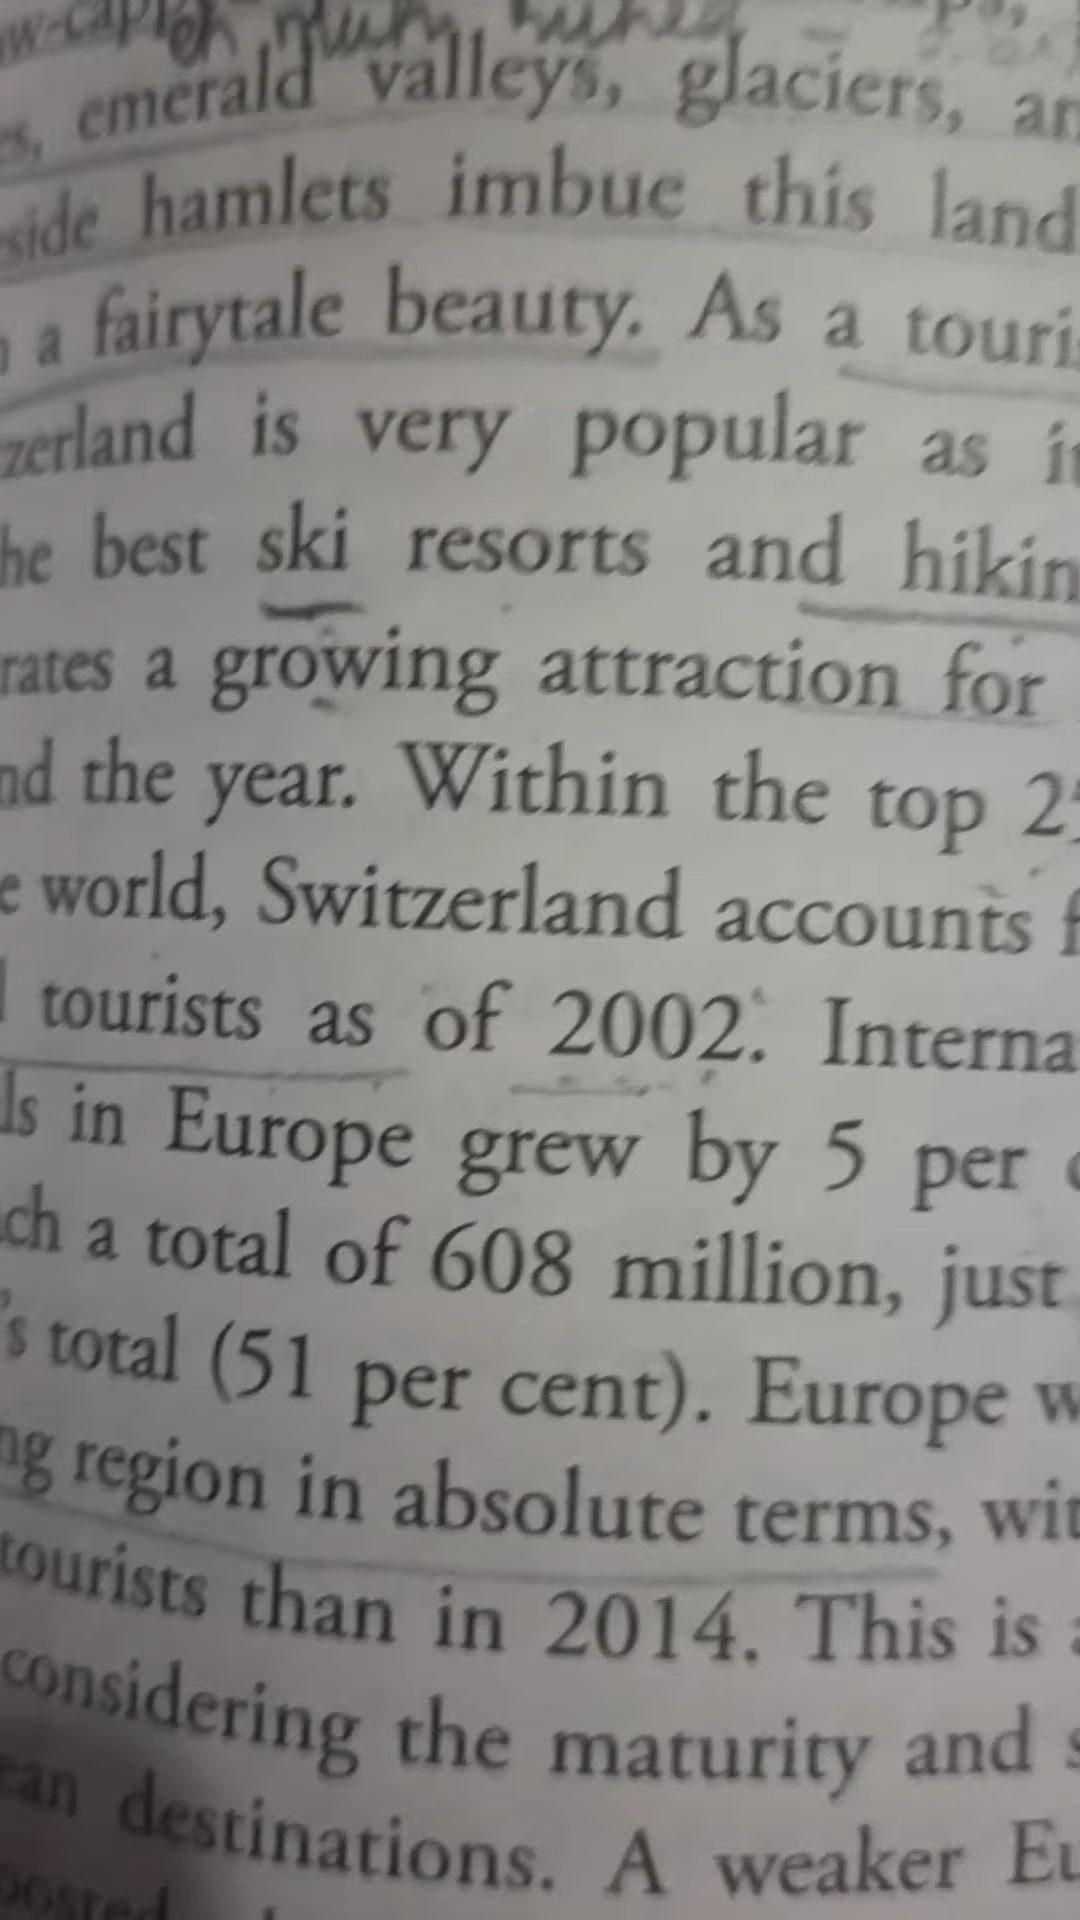 emerald valleys, glaciers,
side hamlets imbue this land
a fairytale beauty. As a touri
zerland is very popular as
he best ski resorts and hikin
rates a growing attraction for
nd the year. Within the top 2
e world, Switzerland accounts f
tourists as of 2002. Interna
ls in Europe grew by 5 per
ch a total of 608 million, just
's total (51 per cent). Europe w
ng region in absolute terms, wit
tourists than in 2014. This is
considering the maturity and s
ean destinations. A weaker Eu